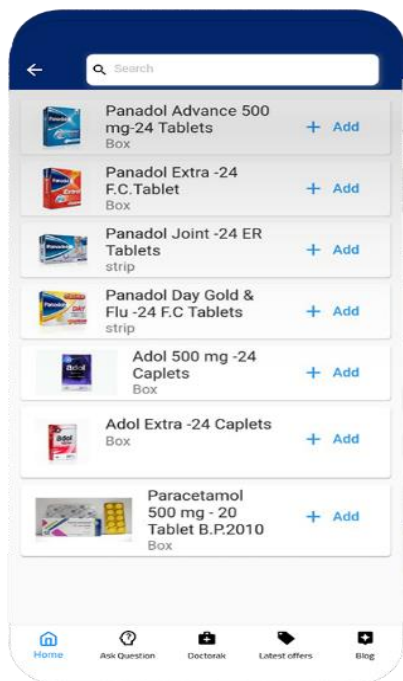 Search
Panadol Advance 500
mg-24 Tablets
Box
+ Add
Panadol Extra -24
F.C.Tablet
Box
+ Add
Panadol Joint -24 ER
Tablets
strip
+ Add
Panadol Day Gold &
Flu -24 F.C Tablets
strip
+ Add
Adol 500 mg -24
Caplets
Box
+ Add
Adol Extra -24 Caplets
Box
+ Add
Paracetamol
500 mg - 20
Tablet B.P.2010
Box
+ Add
Home
Ask Question
Doctorak
Latest offers
Blog